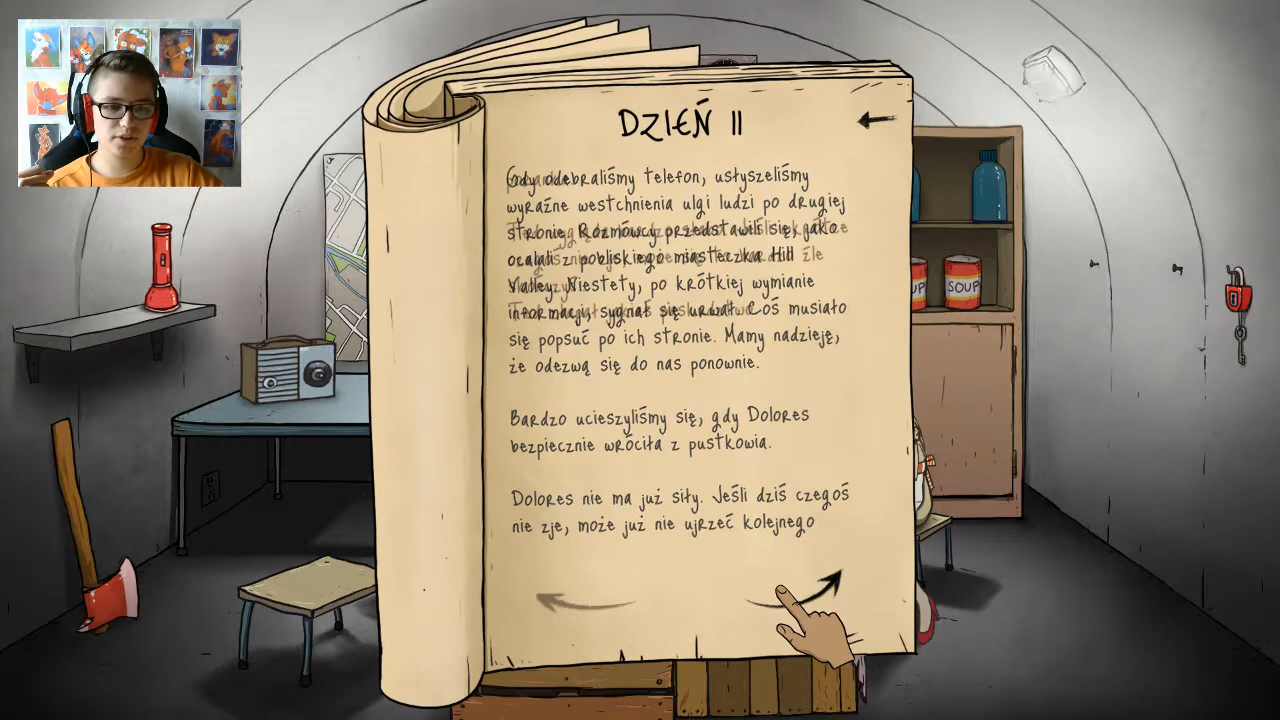 DZIEŃ 11
Gdy odebraliśmy telefon, usłyszeliśmy
wyraźne westchnienia ulgi ludzi po drugiej
stronie. Rozmówcy przedstawili się jako
ocalali z pobliskiego miasteczka Hill
Valley. Niestety, po krótkiej wymianie
informacji sygnał się urwał. Coś musiało
się popsuć po ich stronie. Mamy nadzieję,
że odezwą się do nas ponownie.
Bardzo ucieszyliśmy się, gdy Dolores
bezpiecznie wróciła z pustkowia.
Dolores nie ma już siły. Jeśli dziś czegoś
nie zje, może już nie ujrzeć kolejnego
UP
SOUP